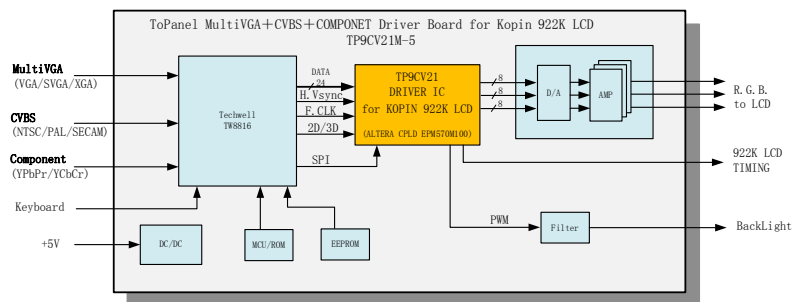 ToPanel MultiVGA＋CVBS＋COMPONET Driver Board for Kopin 922K LCD
TP9CV21M-5
MultiVGA
(VGA/SVGA/XGA)
CVBS
(NTSC/PAL/SECAM)
Component
(YPbPr/YCbCr)
Keyboard
+5V
Techwell
TW8816
DATA
24
H.Vsync
F.CLK
2D/3D
SPI
TP9CV21
DRIVER IC
for KOPIN 922K LCD
(ALTERA CPLD EPM570M100)
8
8
8
D/A
AMP
R.G.B.
to LCD
922K LCD
TIMING
PWM
Filter
BackLight
DC/DC
MCU/ROM
EEPROM